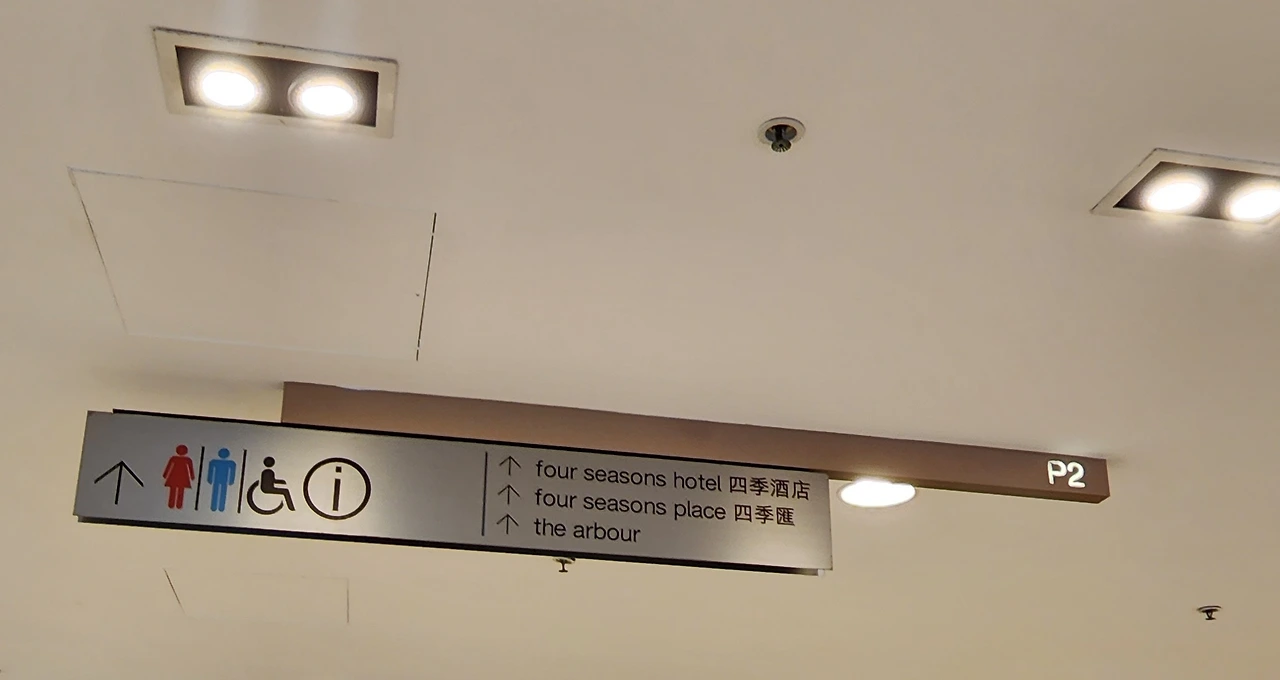 P2
four seasons hotel 四季酒店
four seasons place 四季匯
the arbour